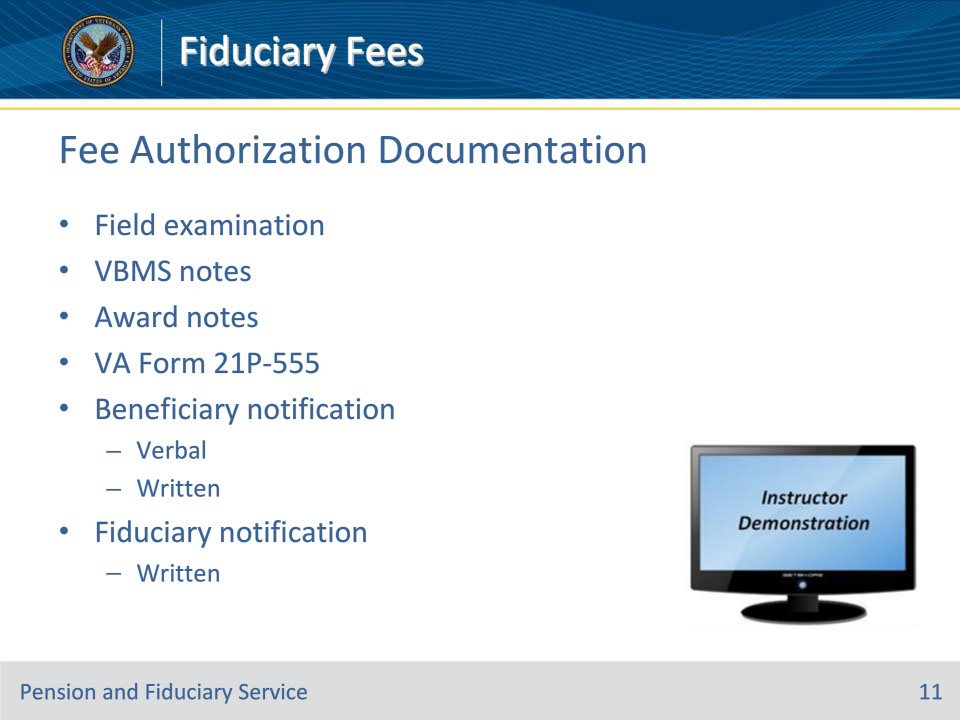 Fiduciary Fees
Fee Authorization Documentation
• Field examination
• VBMS notes
• Award notes
• VA Form 21P-555
• Beneficiary notification
– Verbal
– Written
• Fiduciary notification
– Written
Instructor
Demonstration
Pension and Fiduciary Service
11